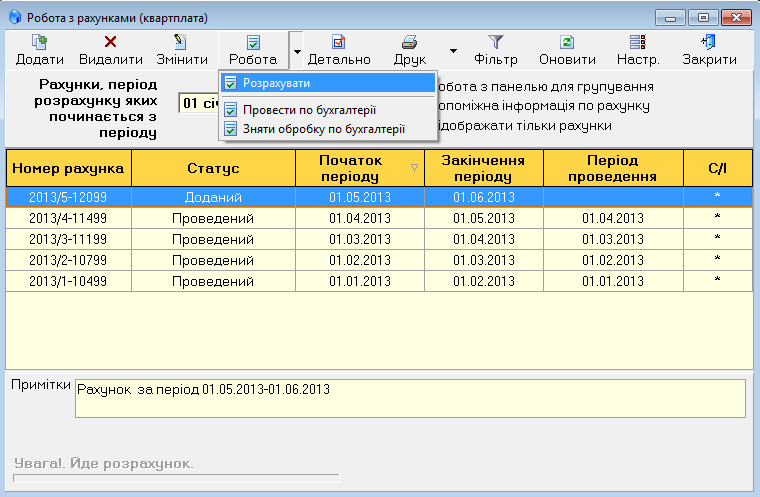 Робота з рахунками (квартплата)
Додати Видалити Змінити Робота Детально Друк Фільтр Оновити Настр. Закрити
Рахунки, період
розрахунку яких
починається з
періоду
01 січ
Розрахувати
Провести по бухгалтерії
Зняти обробку по бухгалтерії
обота з панелью для групування
опоміжна інформація по рахунку
ідображати тільки рахунки
Номер рахунка Статус Початок періоду Закінчення періоду Період проведення С/І
2013/5-12099 Доданий 01.05.2013 01.06.2013 *
2013/4-11499 Проведений 01.04.2013 01.05.2013 01.04.2013 *
2013/3-11199 Проведений 01.03.2013 01.04.2013 01.03.2013 *
2013/2-10799 Проведений 01.02.2013 01.03.2013 01.02.2013 *
2013/1-10499 Проведений 01.01.2013 01.02.2013 01.01.2013 *
Примітки
Рахунок за період 01.05.2013-01.06.2013
Увага!. Йде розрахунок.